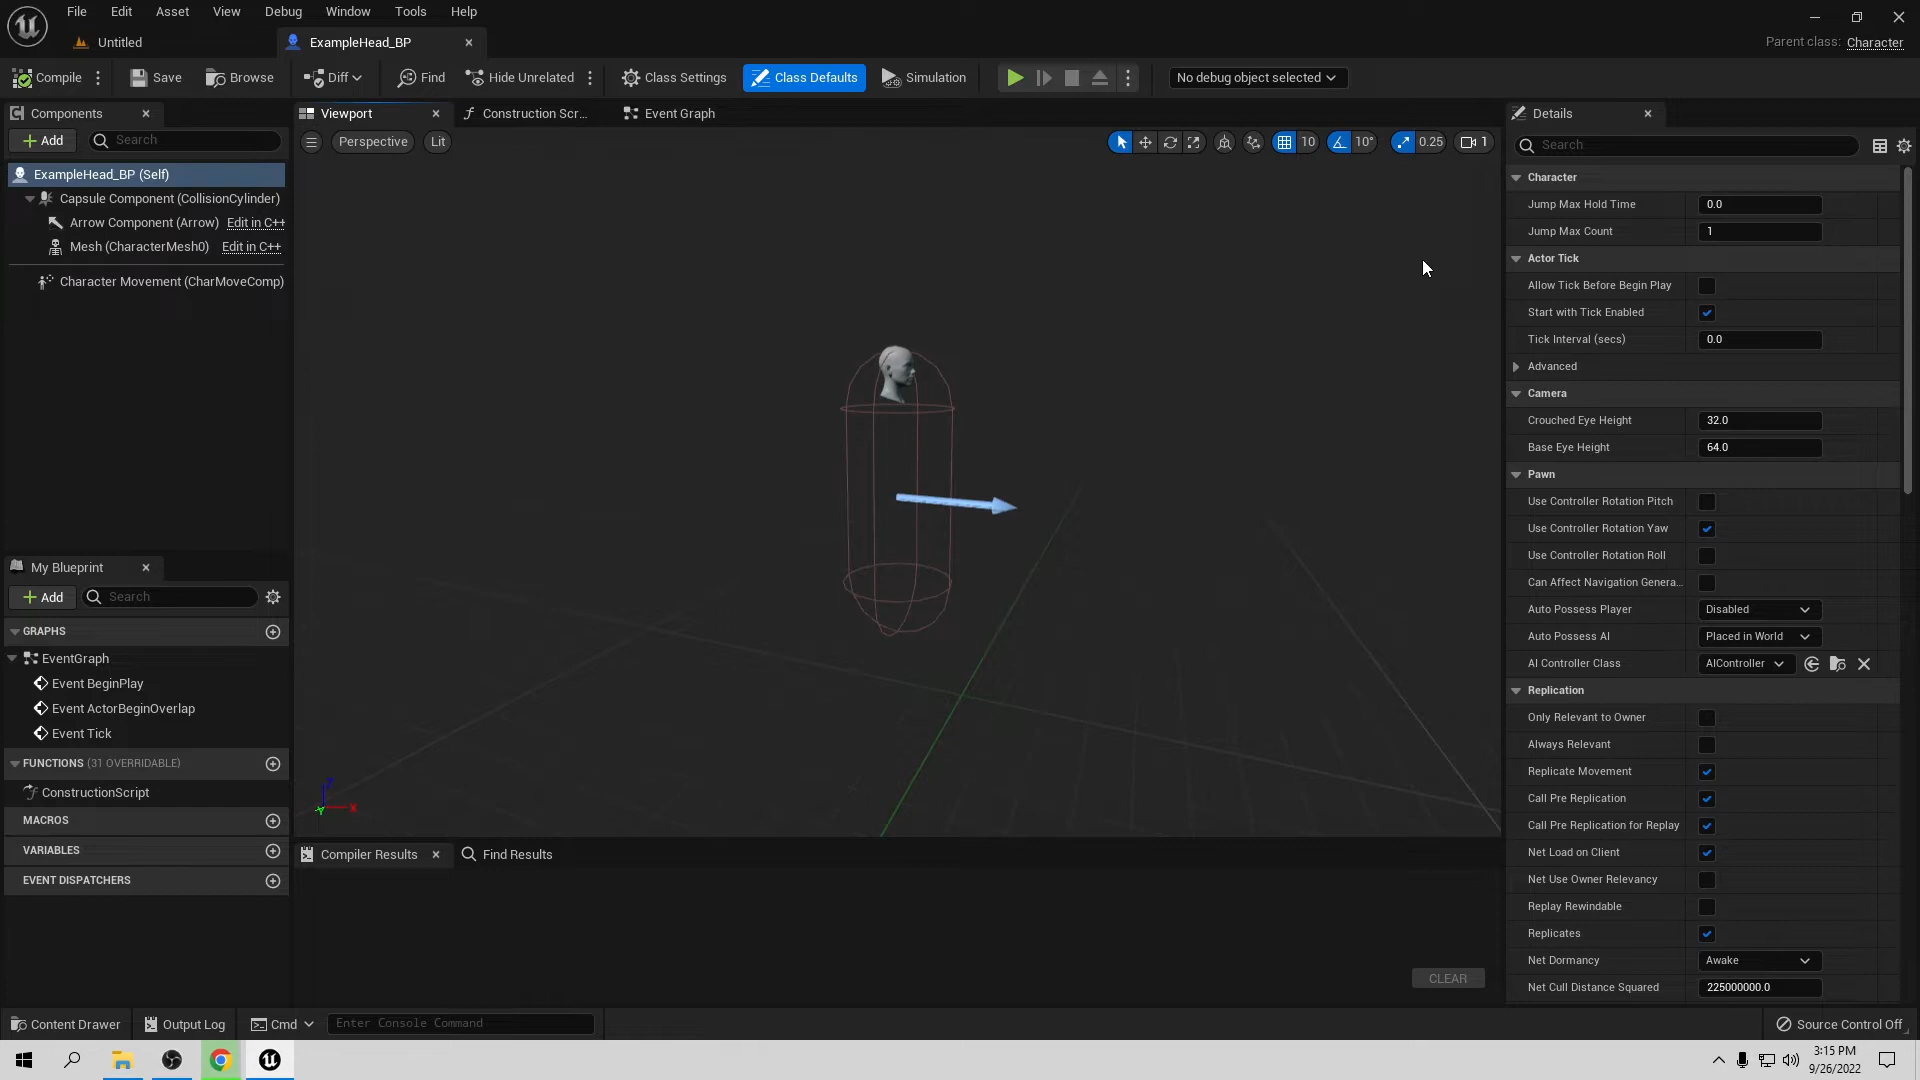 File Edit Asset View Debug Window Tools Help
Untitled
ExampleHead_BP
Parent class: Character
Compile
Save
Browse
Diff
Find
Hide Unrelated
Class Settings
Class Defaults
Simulation
No debug object selected
Components
Add
Search
ExampleHead_BP (Self)
Capsule Component (CollisionCylinder)
Arrow Component (Arrow) Edit in C++
Mesh (CharacterMesh0) Edit in C++
Character Movement (CharMoveComp)
My Blueprint
Add
Search
GRAPHS
EventGraph
Event BeginPlay
Event ActorBeginOverlap
Event Tick
FUNCTIONS (31 OVERRIDABLE)
ConstructionScript
MACROS
VARIABLES
EVENT DISPATCHERS
Viewport
Construction Scr...
Event Graph
Perspective
Lit
10
10°
0.25
1
X
Compiler Results
Find Results
CLEAR
Details
Search
Character
Jump Max Hold Time 0.0
Jump Max Count 1
Actor Tick
Allow Tick Before Begin Play
Start with Tick Enabled
Tick Interval (secs) 0.0
Advanced
Camera
Crouched Eye Height 32.0
Base Eye Height 64.0
Pawn
Use Controller Rotation Pitch
Use Controller Rotation Yaw
Use Controller Rotation Roll
Can Affect Navigation Genera...
Auto Possess Player Disabled
Auto Possess AI Placed in World
AI Controller Class AIController
Replication
Only Relevant to Owner
Always Relevant
Replicate Movement
Call Pre Replication
Call Pre Replication for Replay
Net Load on Client
Net Use Owner Relevancy
Replay Rewindable
Replicates
Net Dormancy Awake
Net Cull Distance Squared 225000000.0
Content Drawer
Output Log
Cmd
Enter Console Command
Source Control Off
3:15 PM
9/26/2022